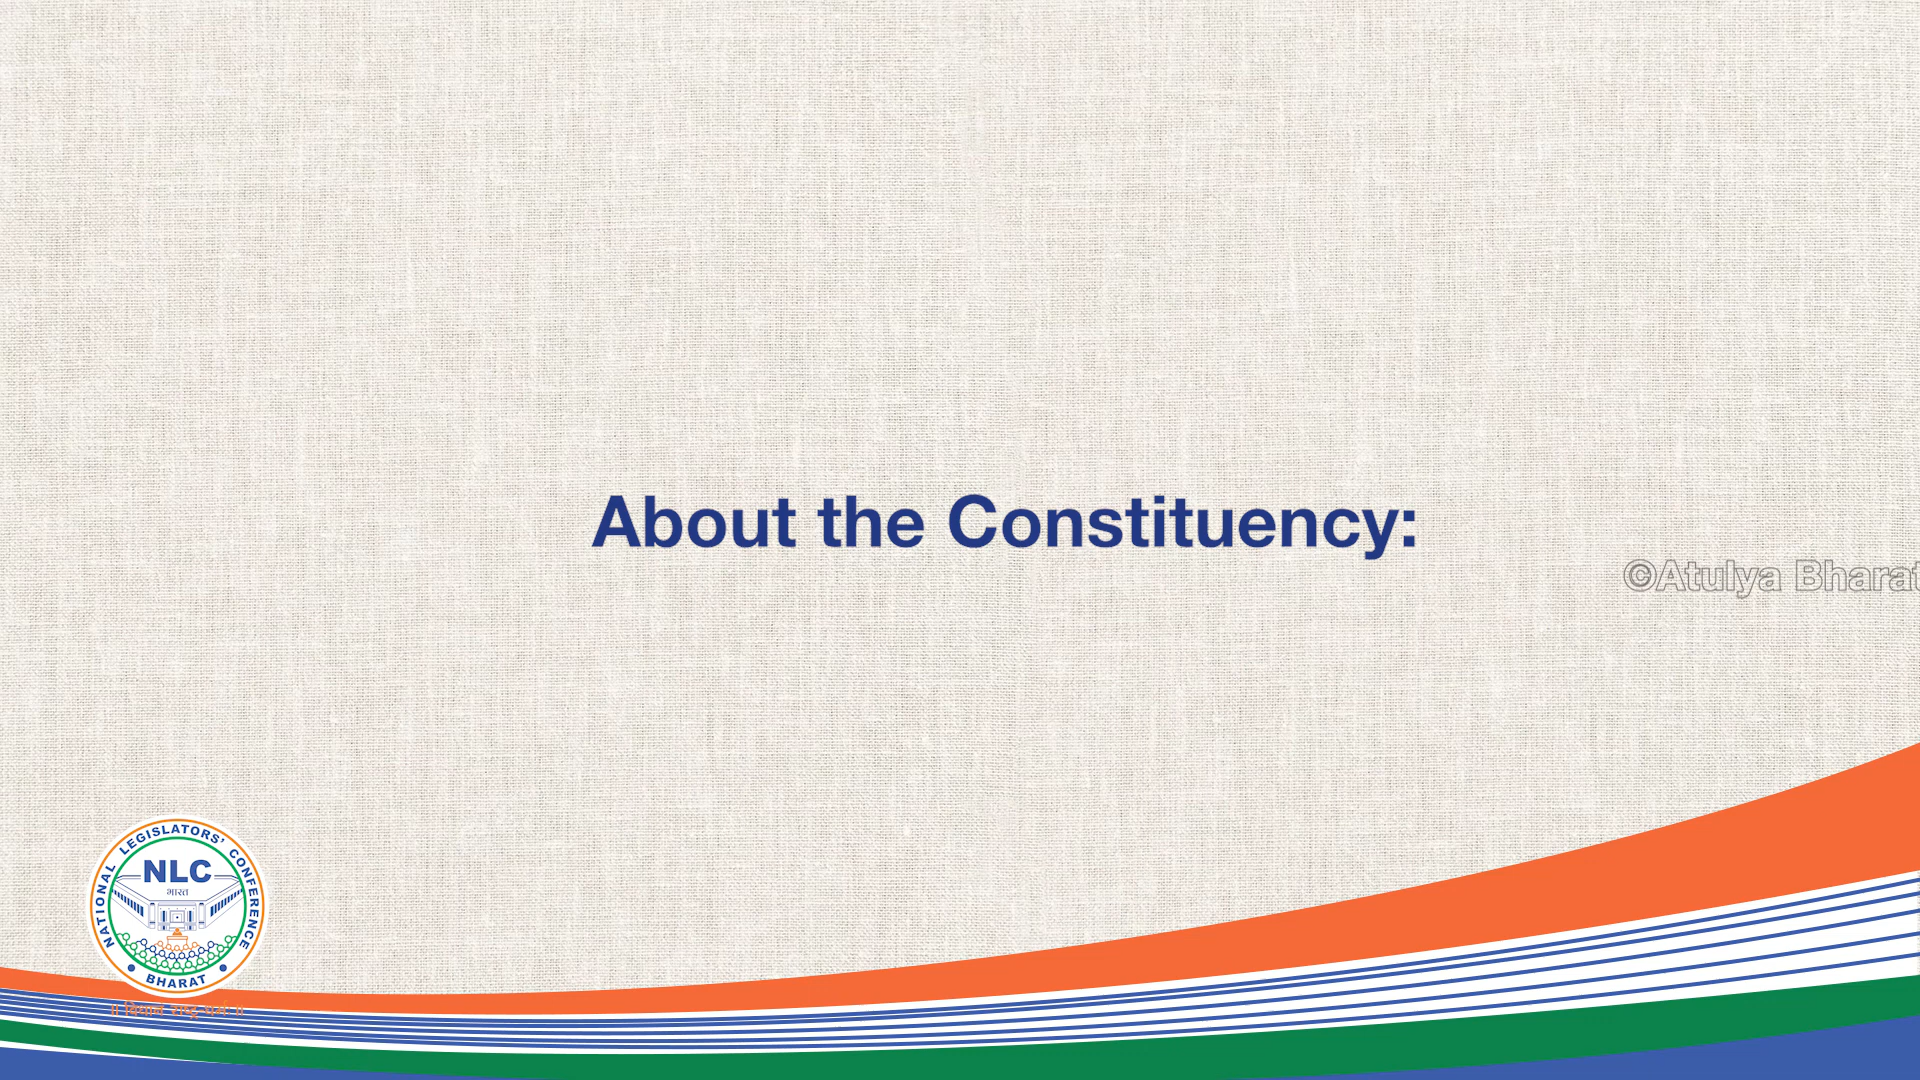 About the Constituency:
©Atulya Bharat
NATIONAL LEGISLATORS' CONFERENCE
NLC
भारत
BHARAT